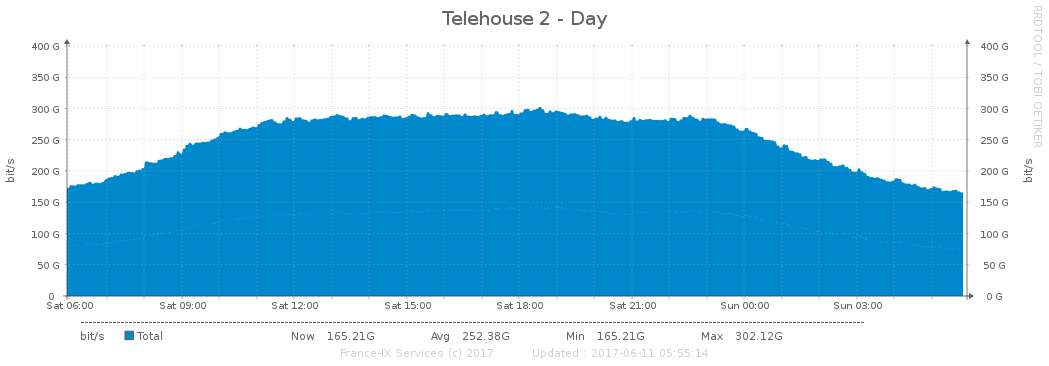 Telehouse 2 - Day
RRDTOOL / TOBI OETIKER
400 G 400 G
350 G 350 G
300 G 300 G
250 G 250 G
200 G 200 G
150 G 150 G
100 G 100 G
50 G 50 G
0 0 G
bit/s bit/s
Sat 06:00 Sat 09:00 Sat 12:00 Sat 15:00 Sat 18:00 Sat 21:00 Sun 00:00 Sun 03:00
bit/s Total Now 165.21G Avg 252.38G Min 165.21G Max 302.12G
France-IX Services (c) 2017 Updated : 2017-06-11 05:55:14